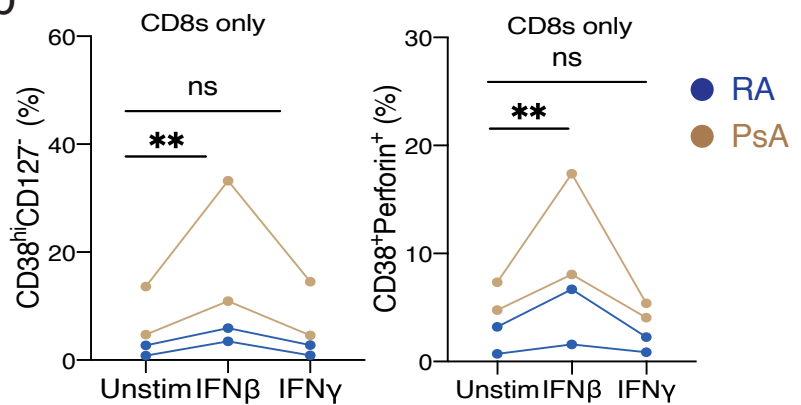 CD8s only
60
40
20
0
CD38hiCD127- (%)
ns
**
Unstim IFNβ IFNγ
CD8s only
30
20
10
0
CD38+Perforin+ (%)
ns
**
Unstim IFNβ IFNγ
RA
PsA